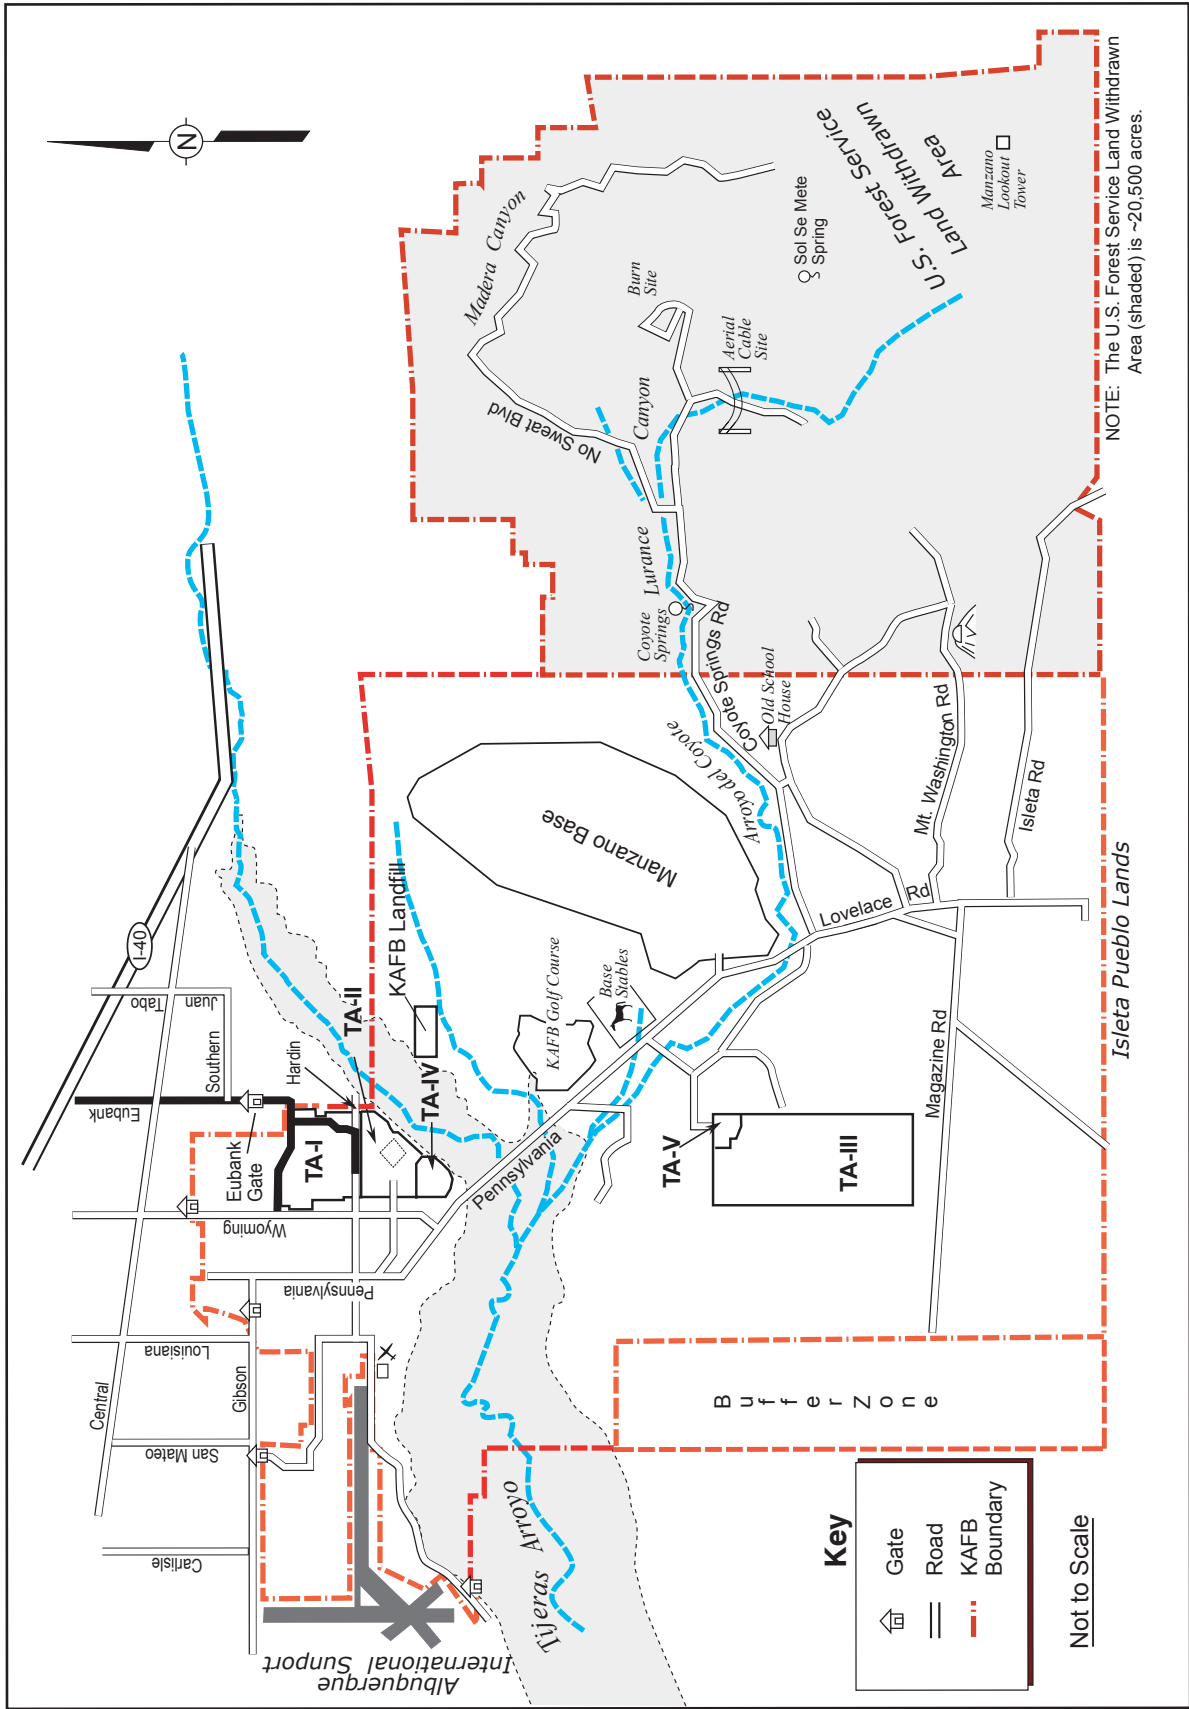 N
I-40
Central
Carlisle
San Mateo
Louisiana
Gibson
Pennsylvania
Wyoming
Eubank
Eubank
Gate
Southern
Juan
Tabo
Hardin
TA-I
TA-II
TA-IV
KAFB Landfill
KAFB Golf Course
Base
Stables
Manzano Base
Pennsylvania
Albuquerque
International Sunport
Tijeras Arroyo
TA-V
TA-III
Buffer Zone
Magazine Rd
Lovelace Rd
Mt. Washington Rd
Isleta Rd
Isleta Pueblo Lands
Arroyo del Coyote
Coyote Springs Rd
Old School
House
Coyote
Springs
Lurance Canyon
No Sweat Blvd
Madera Canyon
Burn
Site
Aerial
Cable
Site
Sol Se Mete
Spring
U.S. Forest Service
Land Withdrawn
Area
Manzano
Lookout
Tower
NOTE: The U.S. Forest Service Land Withdrawn
Area (shaded) is ~20,500 acres.
Key
Gate
Road
KAFB
Boundary
Not to Scale